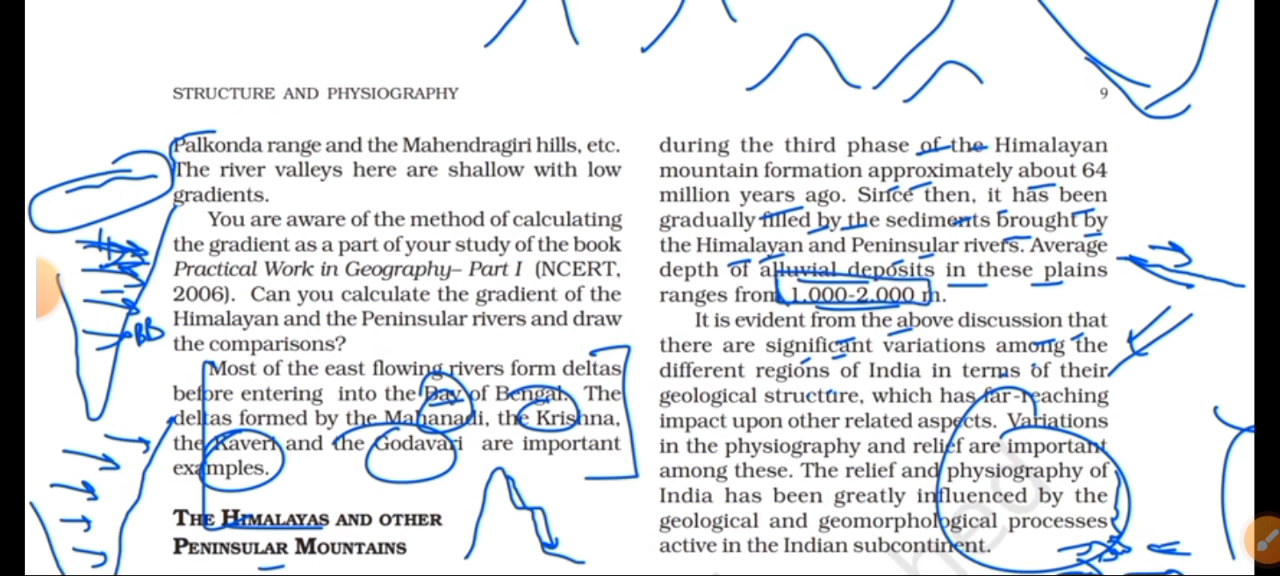 STRUCTURE AND PHYSIOGRAPHY
9
Palkonda range and the Mahendragiri hills, etc.
The river valleys here are shallow with low
gradients.
You are aware of the method of calculating
the gradient as a part of your study of the book
Practical Work in Geography– Part I (NCERT,
2006). Can you calculate the gradient of the
Himalayan and the Peninsular rivers and draw
the comparisons?
Most of the east flowing rivers form deltas
before entering into the Bay of Bengal. The
deltas formed by the Mahanadi, the Krishna,
the Kaveri and the Godavari are important
examples.
THE HIMALAYAS AND OTHER
PENINSULAR MOUNTAINS
during the third phase of the Himalayan
mountain formation approximately about 64
million years ago. Since then, it has been
gradually filled by the sediments brought by
the Himalayan and Peninsular rivers. Average
depth of alluvial deposits in these plains
ranges from 1,000-2,000 m.
It is evident from the above discussion that
there are significant variations among the
different regions of India in terms of their
geological structure, which has far-reaching
impact upon other related aspects. Variations
in the physiography and relief are important
among these. The relief and physiography of
India has been greatly influenced by the
geological and geomorphological processes
active in the Indian subcontinent.